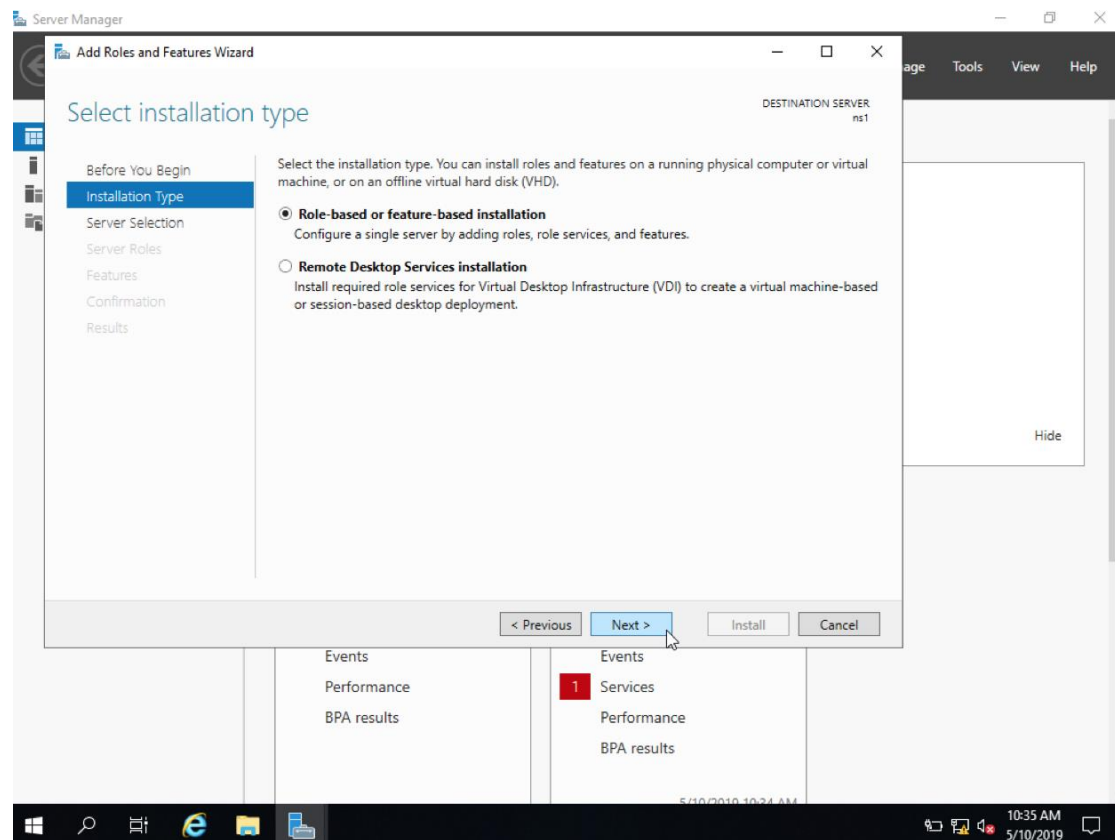 Server Manager
Add Roles and Features Wizard
age Tools View Help
Select installation type
DESTINATION SERVER
ns1
Before You Begin
Installation Type
Server Selection
Server Roles
Features
Confirmation
Results
Select the installation type. You can install roles and features on a running physical computer or virtual
machine, or on an offline virtual hard disk (VHD).
Role-based or feature-based installation
Configure a single server by adding roles, role services, and features.
Remote Desktop Services installation
Install required role services for Virtual Desktop Infrastructure (VDI) to create a virtual machine-based
or session-based desktop deployment.
Hide
< Previous Next > Install Cancel
Events
Performance
BPA results
Events
1 Services
Performance
BPA results
5/10/2019 10:34 AM
10:35 AM
5/10/2019